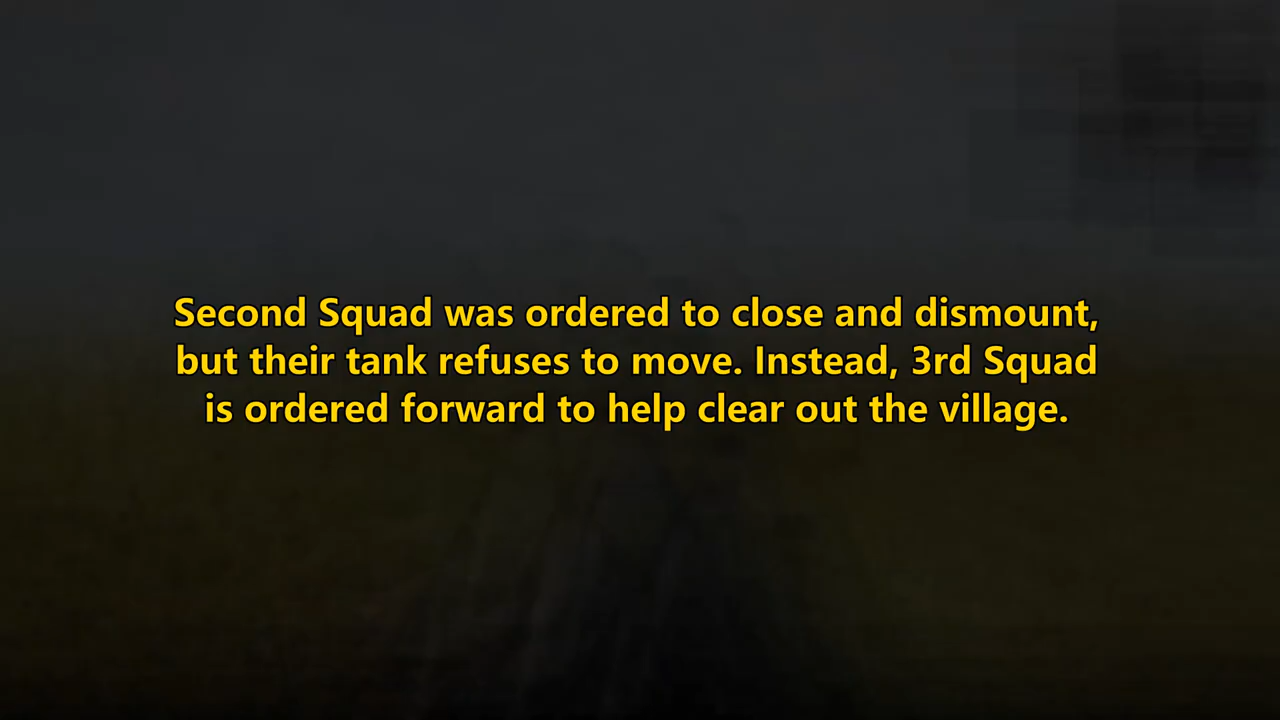 Second Squad was ordered to close and dismount,
but their tank refuses to move. Instead, 3rd Squad
is ordered forward to help clear out the village.